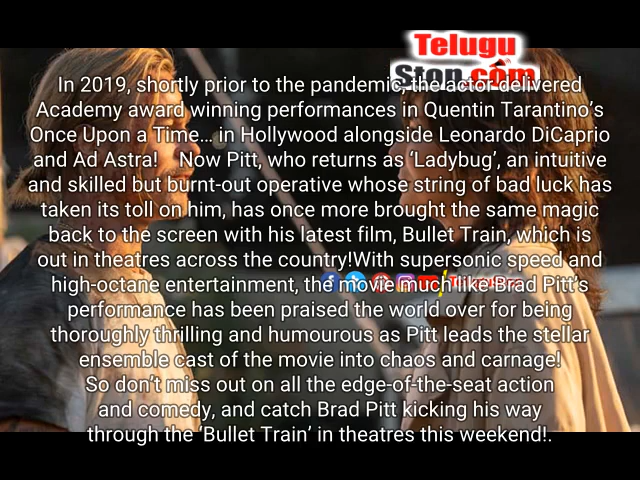 Telugu
Stop.com
In 2019, shortly prior to the pandemic, the actor delivered
Academy award winning performances in Quentin Tarantino’s
Once Upon a Time… in Hollywood alongside Leonardo DiCaprio
and Ad Astra! Now Pitt, who returns as ‘Ladybug’, an intuitive
and skilled but burnt-out operative whose string of bad luck has
taken its toll on him, has once more brought the same magic
back to the screen with his latest film, Bullet Train, which is
out in theatres across the country!With supersonic speed and
high-octane entertainment, the movie much like Brad Pitt’s
performance has been praised the world over for being
thoroughly thrilling and humourous as Pitt leads the stellar
ensemble cast of the movie into chaos and carnage!
So don’t miss out on all the edge-of-the-seat action
and comedy, and catch Brad Pitt kicking his way
through the ‘Bullet Train’ in theatres this weekend!.